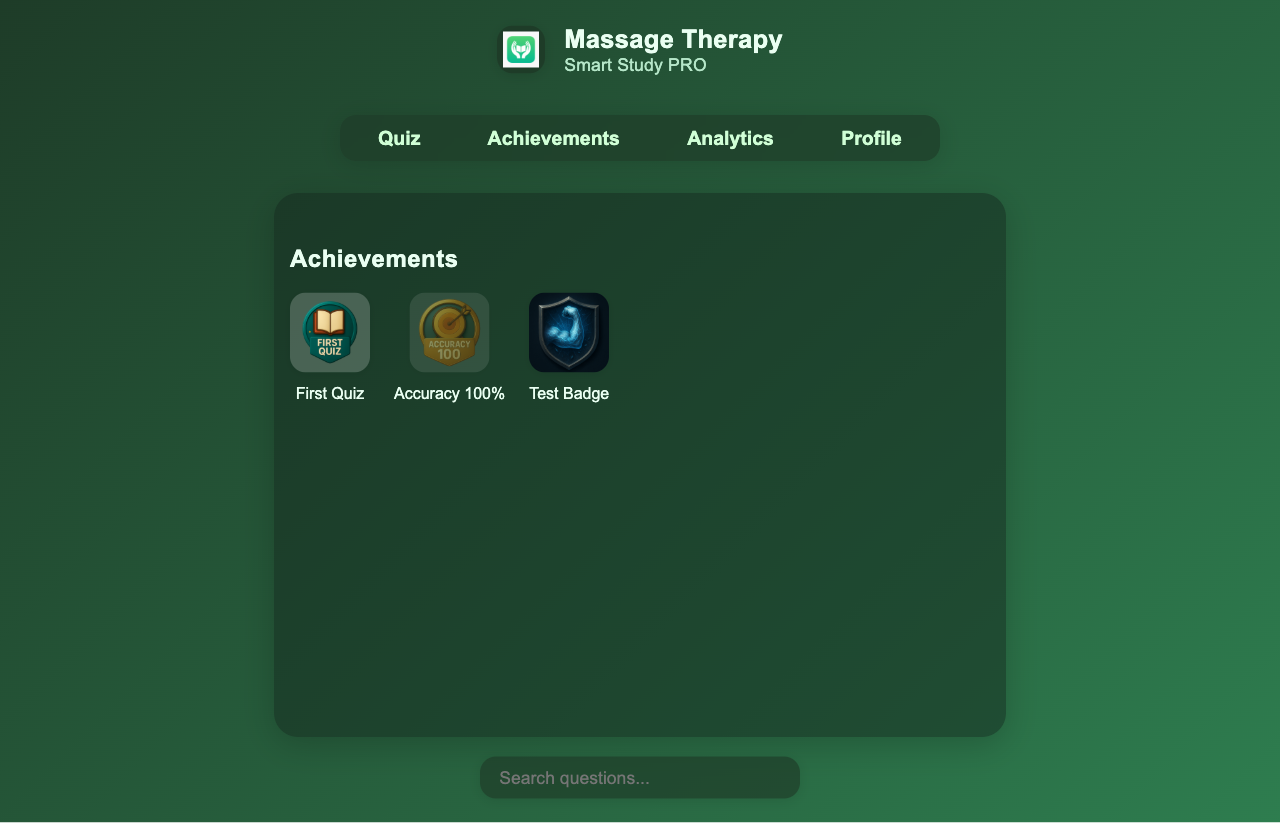 Massage Therapy
Smart Study PRO
Quiz Achievements Analytics Profile
Achievements
FIRST
QUIZ
ACCURACY
100
First Quiz Accuracy 100% Test Badge
Search questions...